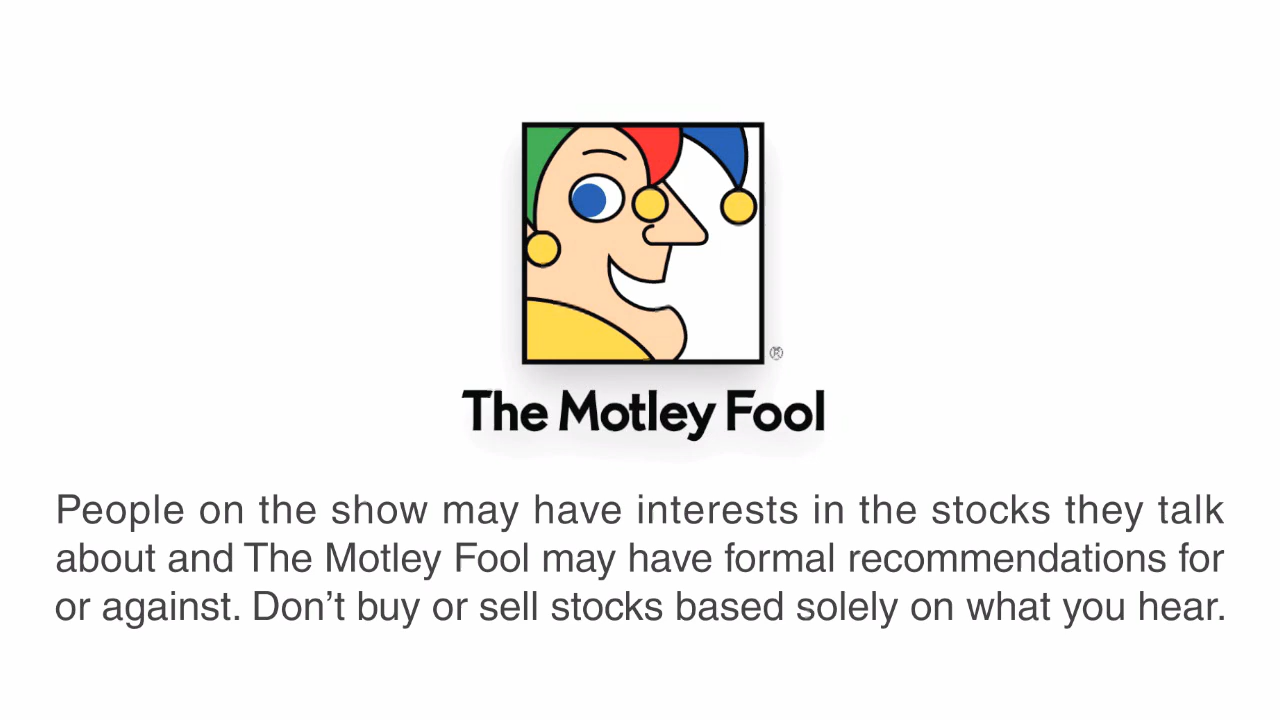 ®
The Motley Fool
People on the show may have interests in the stocks they talk
about and The Motley Fool may have formal recommendations for
or against. Don’t buy or sell stocks based solely on what you hear.